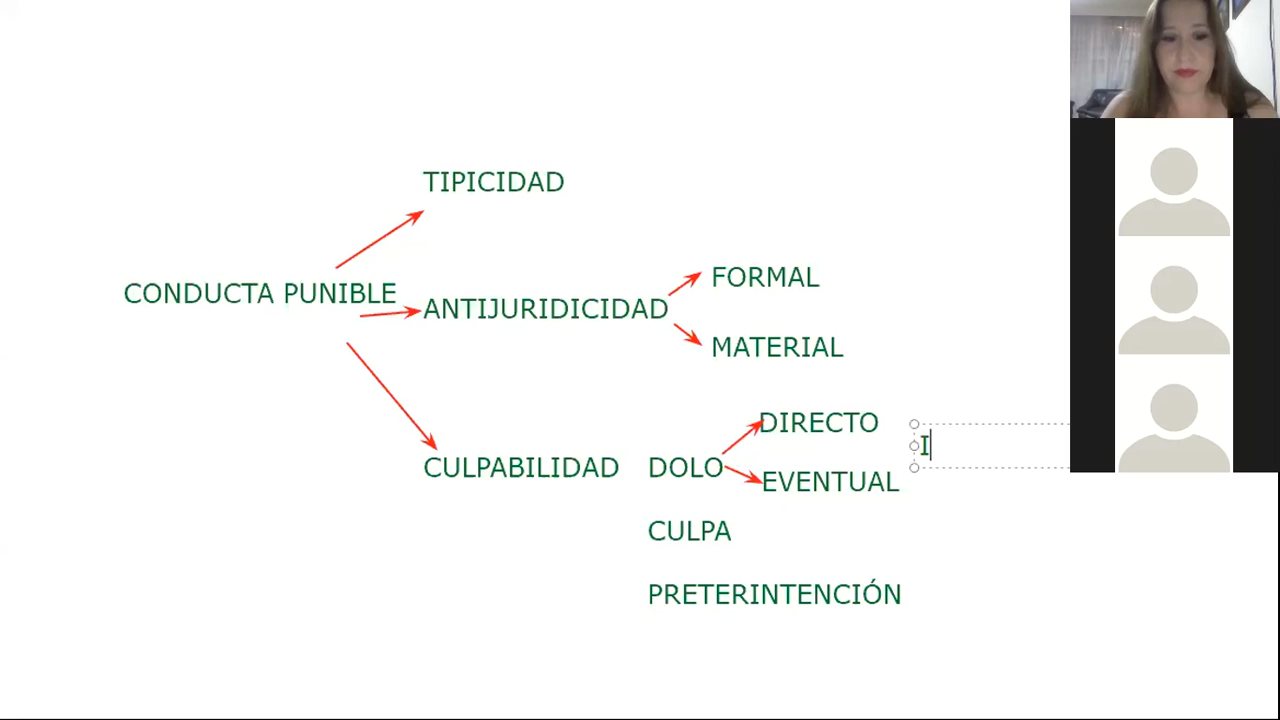 TIPICIDAD
FORMAL
CONDUCTA PUNIBLE
ANTIJURIDICIDAD
MATERIAL
DIRECTO
I
CULPABILIDAD DOLO
EVENTUAL
CULPA
PRETERINTENCIÓN